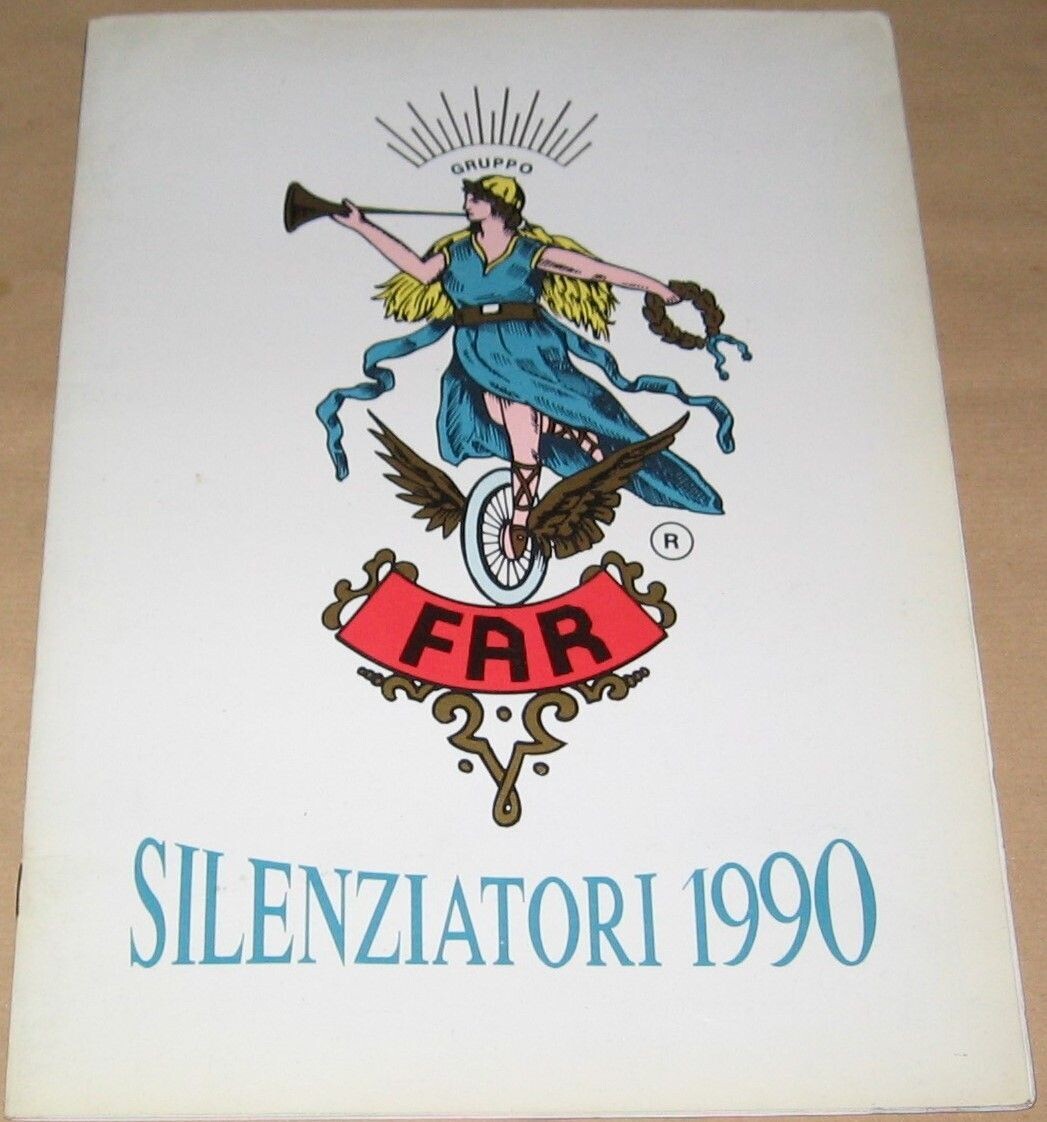 GRUPPO
R
FAR
SILENZIATORI 1990